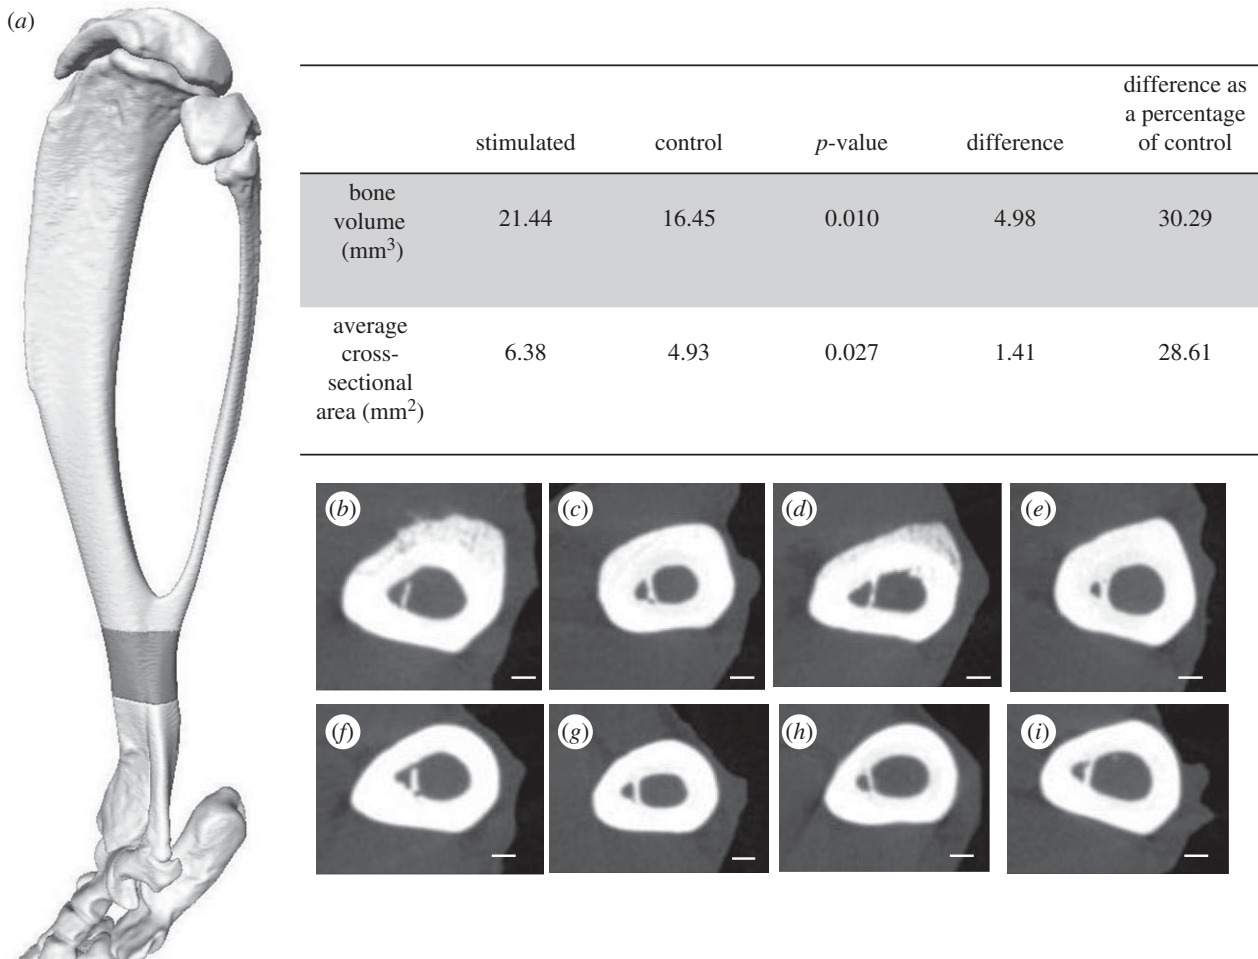 (a)
difference as
a percentage
of control
stimulated control p-value difference
bone
volume
(mm³)
21.44 16.45 0.010 4.98 30.29
average
cross-
sectional
area (mm²)
6.38 4.93 0.027 1.41 28.61
(b) (c) (d) (e)
(f) (g) (h) (i)